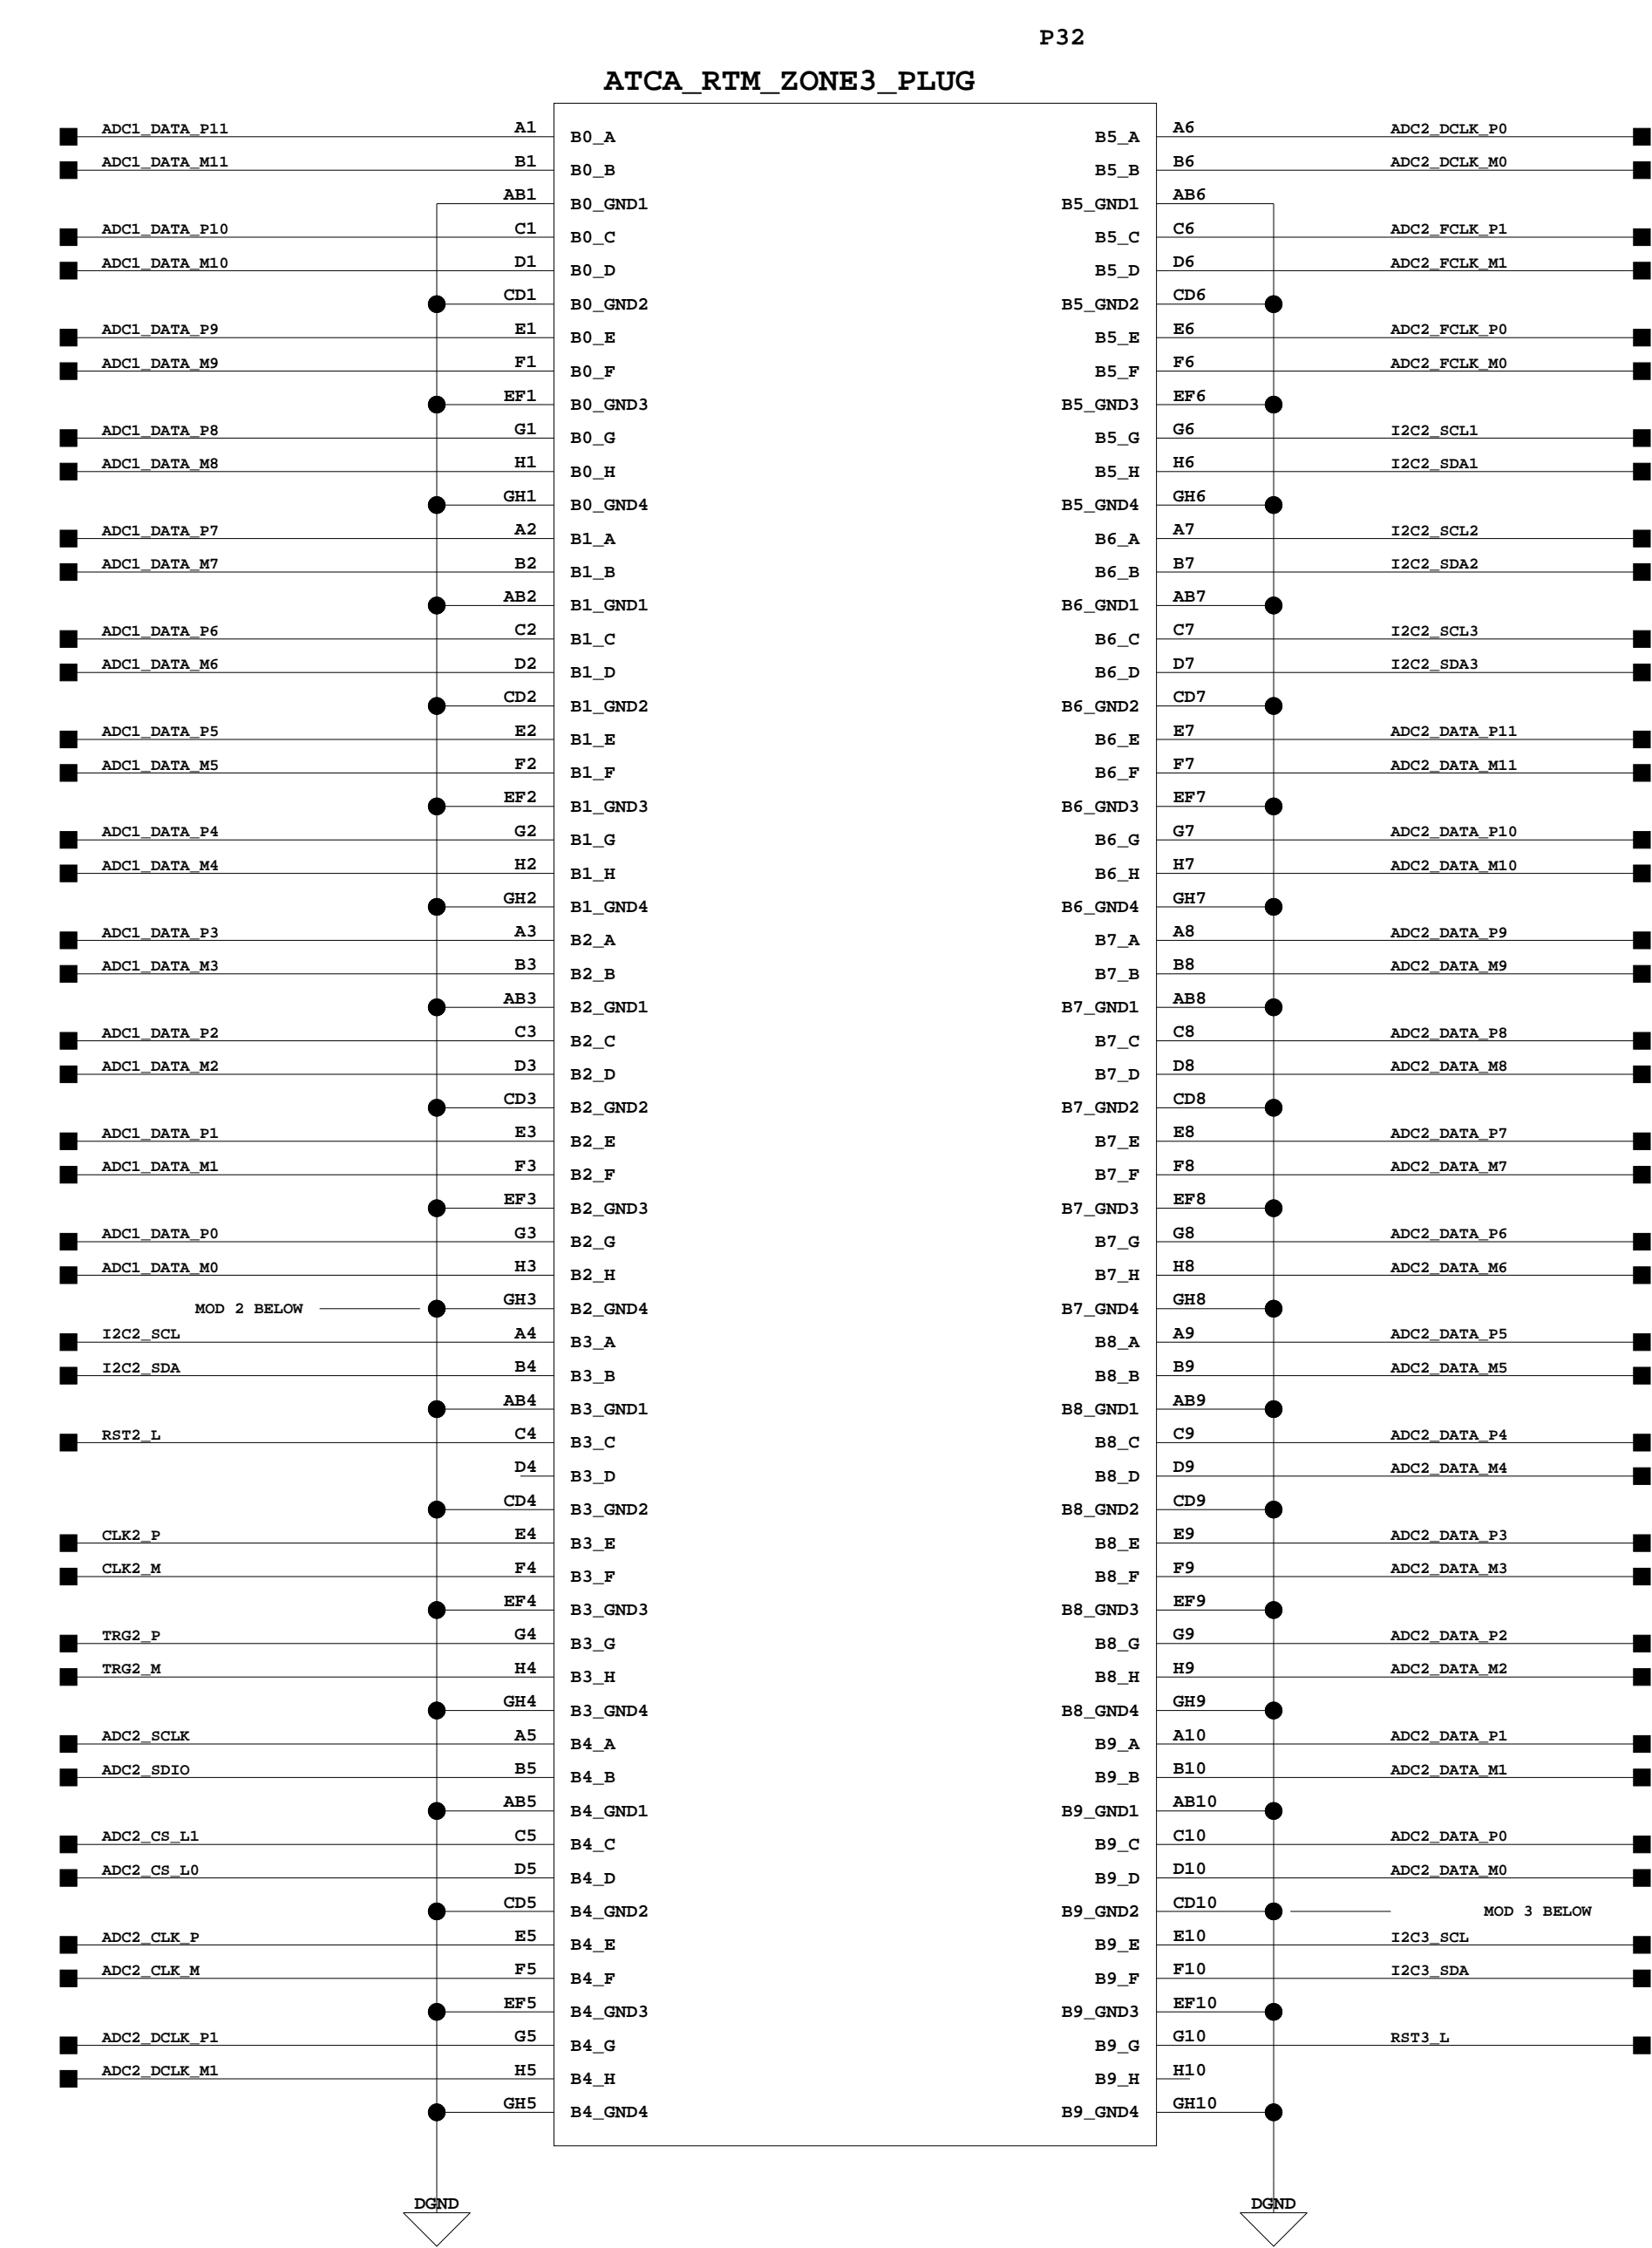 P32
ATCA_RTM_ZONE3_PLUG
ADC1_DATA_P11 A1 B0_A B5_A A6 ADC2_DCLK_P0
ADC1_DATA_M11 B1 B0_B B5_B B6 ADC2_DCLK_M0
AB1 B0_GND1 B5_GND1 AB6
ADC1_DATA_P10 C1 B0_C B5_C C6 ADC2_FCLK_P1
ADC1_DATA_M10 D1 B0_D B5_D D6 ADC2_FCLK_M1
CD1 B0_GND2 B5_GND2 CD6
ADC1_DATA_P9 E1 B0_E B5_E E6 ADC2_FCLK_P0
ADC1_DATA_M9 F1 B0_F B5_F F6 ADC2_FCLK_M0
EF1 B0_GND3 B5_GND3 EF6
ADC1_DATA_P8 G1 B0_G B5_G G6 I2C2_SCL1
ADC1_DATA_M8 H1 B0_H B5_H H6 I2C2_SDA1
GH1 B0_GND4 B5_GND4 GH6
ADC1_DATA_P7 A2 B1_A B6_A A7 I2C2_SCL2
ADC1_DATA_M7 B2 B1_B B6_B B7 I2C2_SDA2
AB2 B1_GND1 B6_GND1 AB7
ADC1_DATA_P6 C2 B1_C B6_C C7 I2C2_SCL3
ADC1_DATA_M6 D2 B1_D B6_D D7 I2C2_SDA3
CD2 B1_GND2 B6_GND2 CD7
ADC1_DATA_P5 E2 B1_E B6_E E7 ADC2_DATA_P11
ADC1_DATA_M5 F2 B1_F B6_F F7 ADC2_DATA_M11
EF2 B1_GND3 B6_GND3 EF7
ADC1_DATA_P4 G2 B1_G B6_G G7 ADC2_DATA_P10
ADC1_DATA_M4 H2 B1_H B6_H H7 ADC2_DATA_M10
GH2 B1_GND4 B6_GND4 GH7
ADC1_DATA_P3 A3 B2_A B7_A A8 ADC2_DATA_P9
ADC1_DATA_M3 B3 B2_B B7_B B8 ADC2_DATA_M9
AB3 B2_GND1 B7_GND1 AB8
ADC1_DATA_P2 C3 B2_C B7_C C8 ADC2_DATA_P8
ADC1_DATA_M2 D3 B2_D B7_D D8 ADC2_DATA_M8
CD3 B2_GND2 B7_GND2 CD8
ADC1_DATA_P1 E3 B2_E B7_E E8 ADC2_DATA_P7
ADC1_DATA_M1 F3 B2_F B7_F F8 ADC2_DATA_M7
EF3 B2_GND3 B7_GND3 EF8
ADC1_DATA_P0 G3 B2_G B7_G G8 ADC2_DATA_P6
ADC1_DATA_M0 H3 B2_H B7_H H8 ADC2_DATA_M6
MOD 2 BELOW GH3 B2_GND4 B7_GND4 GH8
I2C2_SCL A4 B3_A B8_A A9 ADC2_DATA_P5
I2C2_SDA B4 B3_B B8_B B9 ADC2_DATA_M5
AB4 B3_GND1 B8_GND1 AB9
RST2_L C4 B3_C B8_C C9 ADC2_DATA_P4
D4 B3_D B8_D D9 ADC2_DATA_M4
CD4 B3_GND2 B8_GND2 CD9
CLK2_P E4 B3_E B8_E E9 ADC2_DATA_P3
CLK2_M F4 B3_F B8_F F9 ADC2_DATA_M3
EF4 B3_GND3 B8_GND3 EF9
TRG2_P G4 B3_G B8_G G9 ADC2_DATA_P2
TRG2_M H4 B3_H B8_H H9 ADC2_DATA_M2
GH4 B3_GND4 B8_GND4 GH9
ADC2_SCLK A5 B4_A B9_A A10 ADC2_DATA_P1
ADC2_SDIO B5 B4_B B9_B B10 ADC2_DATA_M1
AB5 B4_GND1 B9_GND1 AB10
ADC2_CS_L1 C5 B4_C B9_C C10 ADC2_DATA_P0
ADC2_CS_L0 D5 B4_D B9_D D10 ADC2_DATA_M0
CD5 B4_GND2 B9_GND2 CD10 MOD 3 BELOW
ADC2_CLK_P E5 B4_E B9_E E10 I2C3_SCL
ADC2_CLK_M F5 B4_F B9_F F10 I2C3_SDA
EF5 B4_GND3 B9_GND3 EF10
ADC2_DCLK_P1 G5 B4_G B9_G G10 RST3_L
ADC2_DCLK_M1 H5 B4_H B9_H H10
GH5 B4_GND4 B9_GND4 GH10
DGND DGND